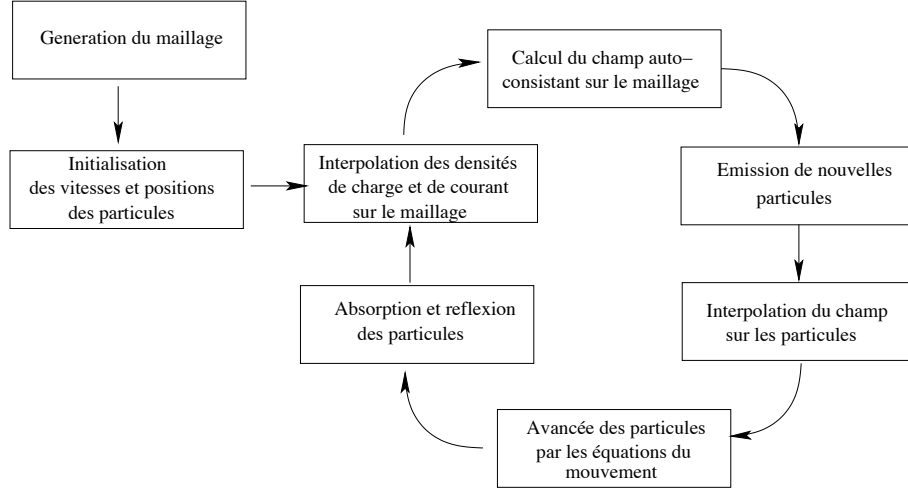 Generation du maillage
Initialisation
des vitesses et positions
des particules
Interpolation des densités
de charge et de courant
sur le maillage
Calcul du champ auto–
consistant sur le maillage
Emission de nouvelles
particules
Interpolation du champ
sur les particules
Avancée des particules
par les équations du
mouvement
Absorption et reflexion
des particules